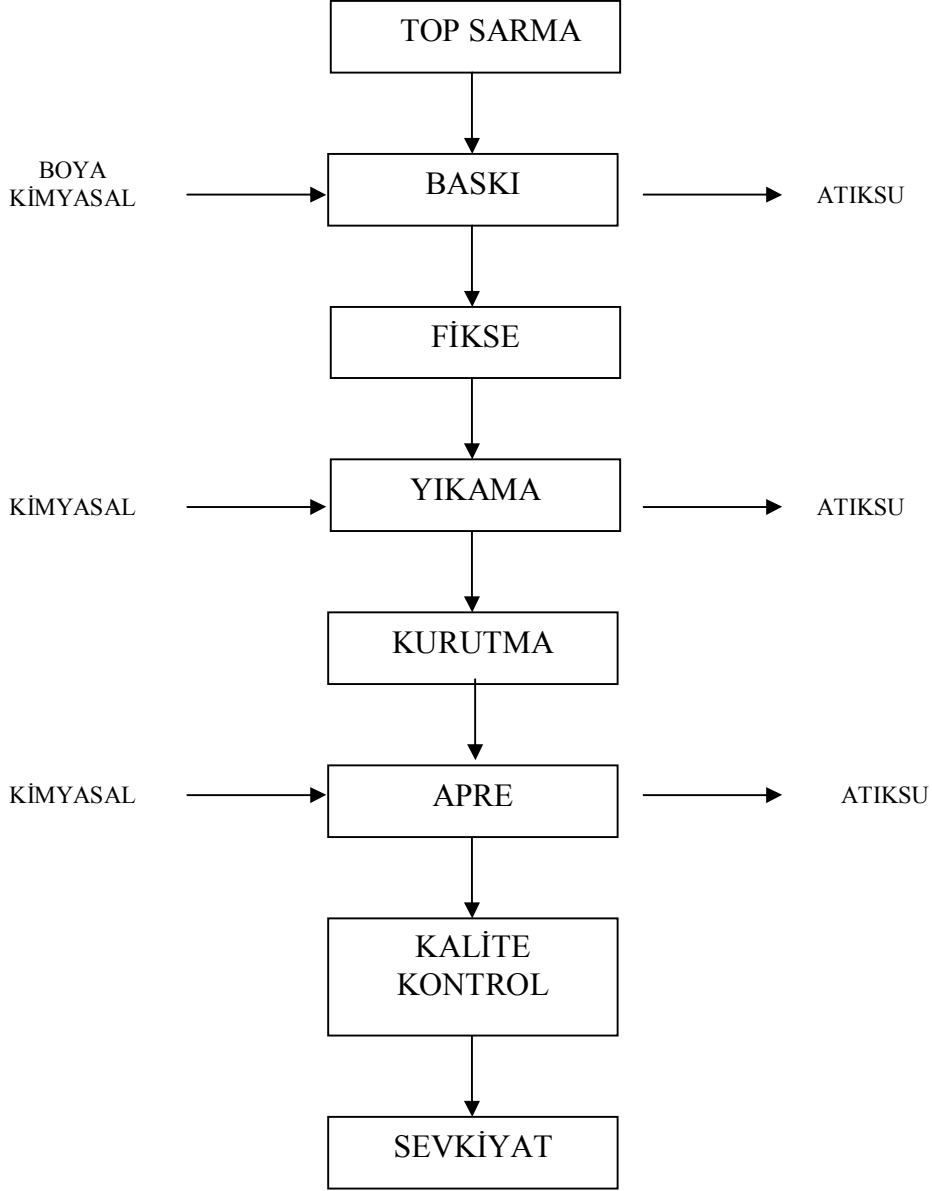 TOP SARMA
BOYA
KİMYASAL
BASKI
ATIKSU
FİKSE
KİMYASAL
YIKAMA
ATIKSU
KURUTMA
KİMYASAL
APRE
ATIKSU
KALİTE
KONTROL
SEVKİYAT